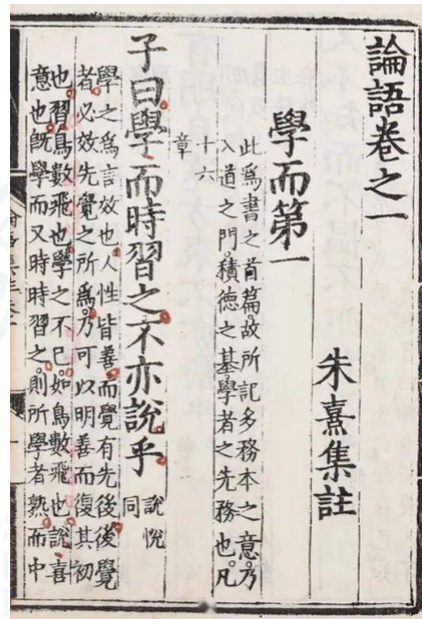 論語卷之一
朱熹集註
學而第一
此爲書之首篇故所記多務本之意乃
入道之門積德之基學者之先務也凡
十六
章
子曰學而時習之不亦說乎
說悅
同
學之爲言效也人性皆善而覺有先後後覺
者必效先覺之所爲乃可以明善而復其初
也習鳥數飛也學之不已如鳥數飛也說喜
意也旣學而又時時習之則所學者熟而中